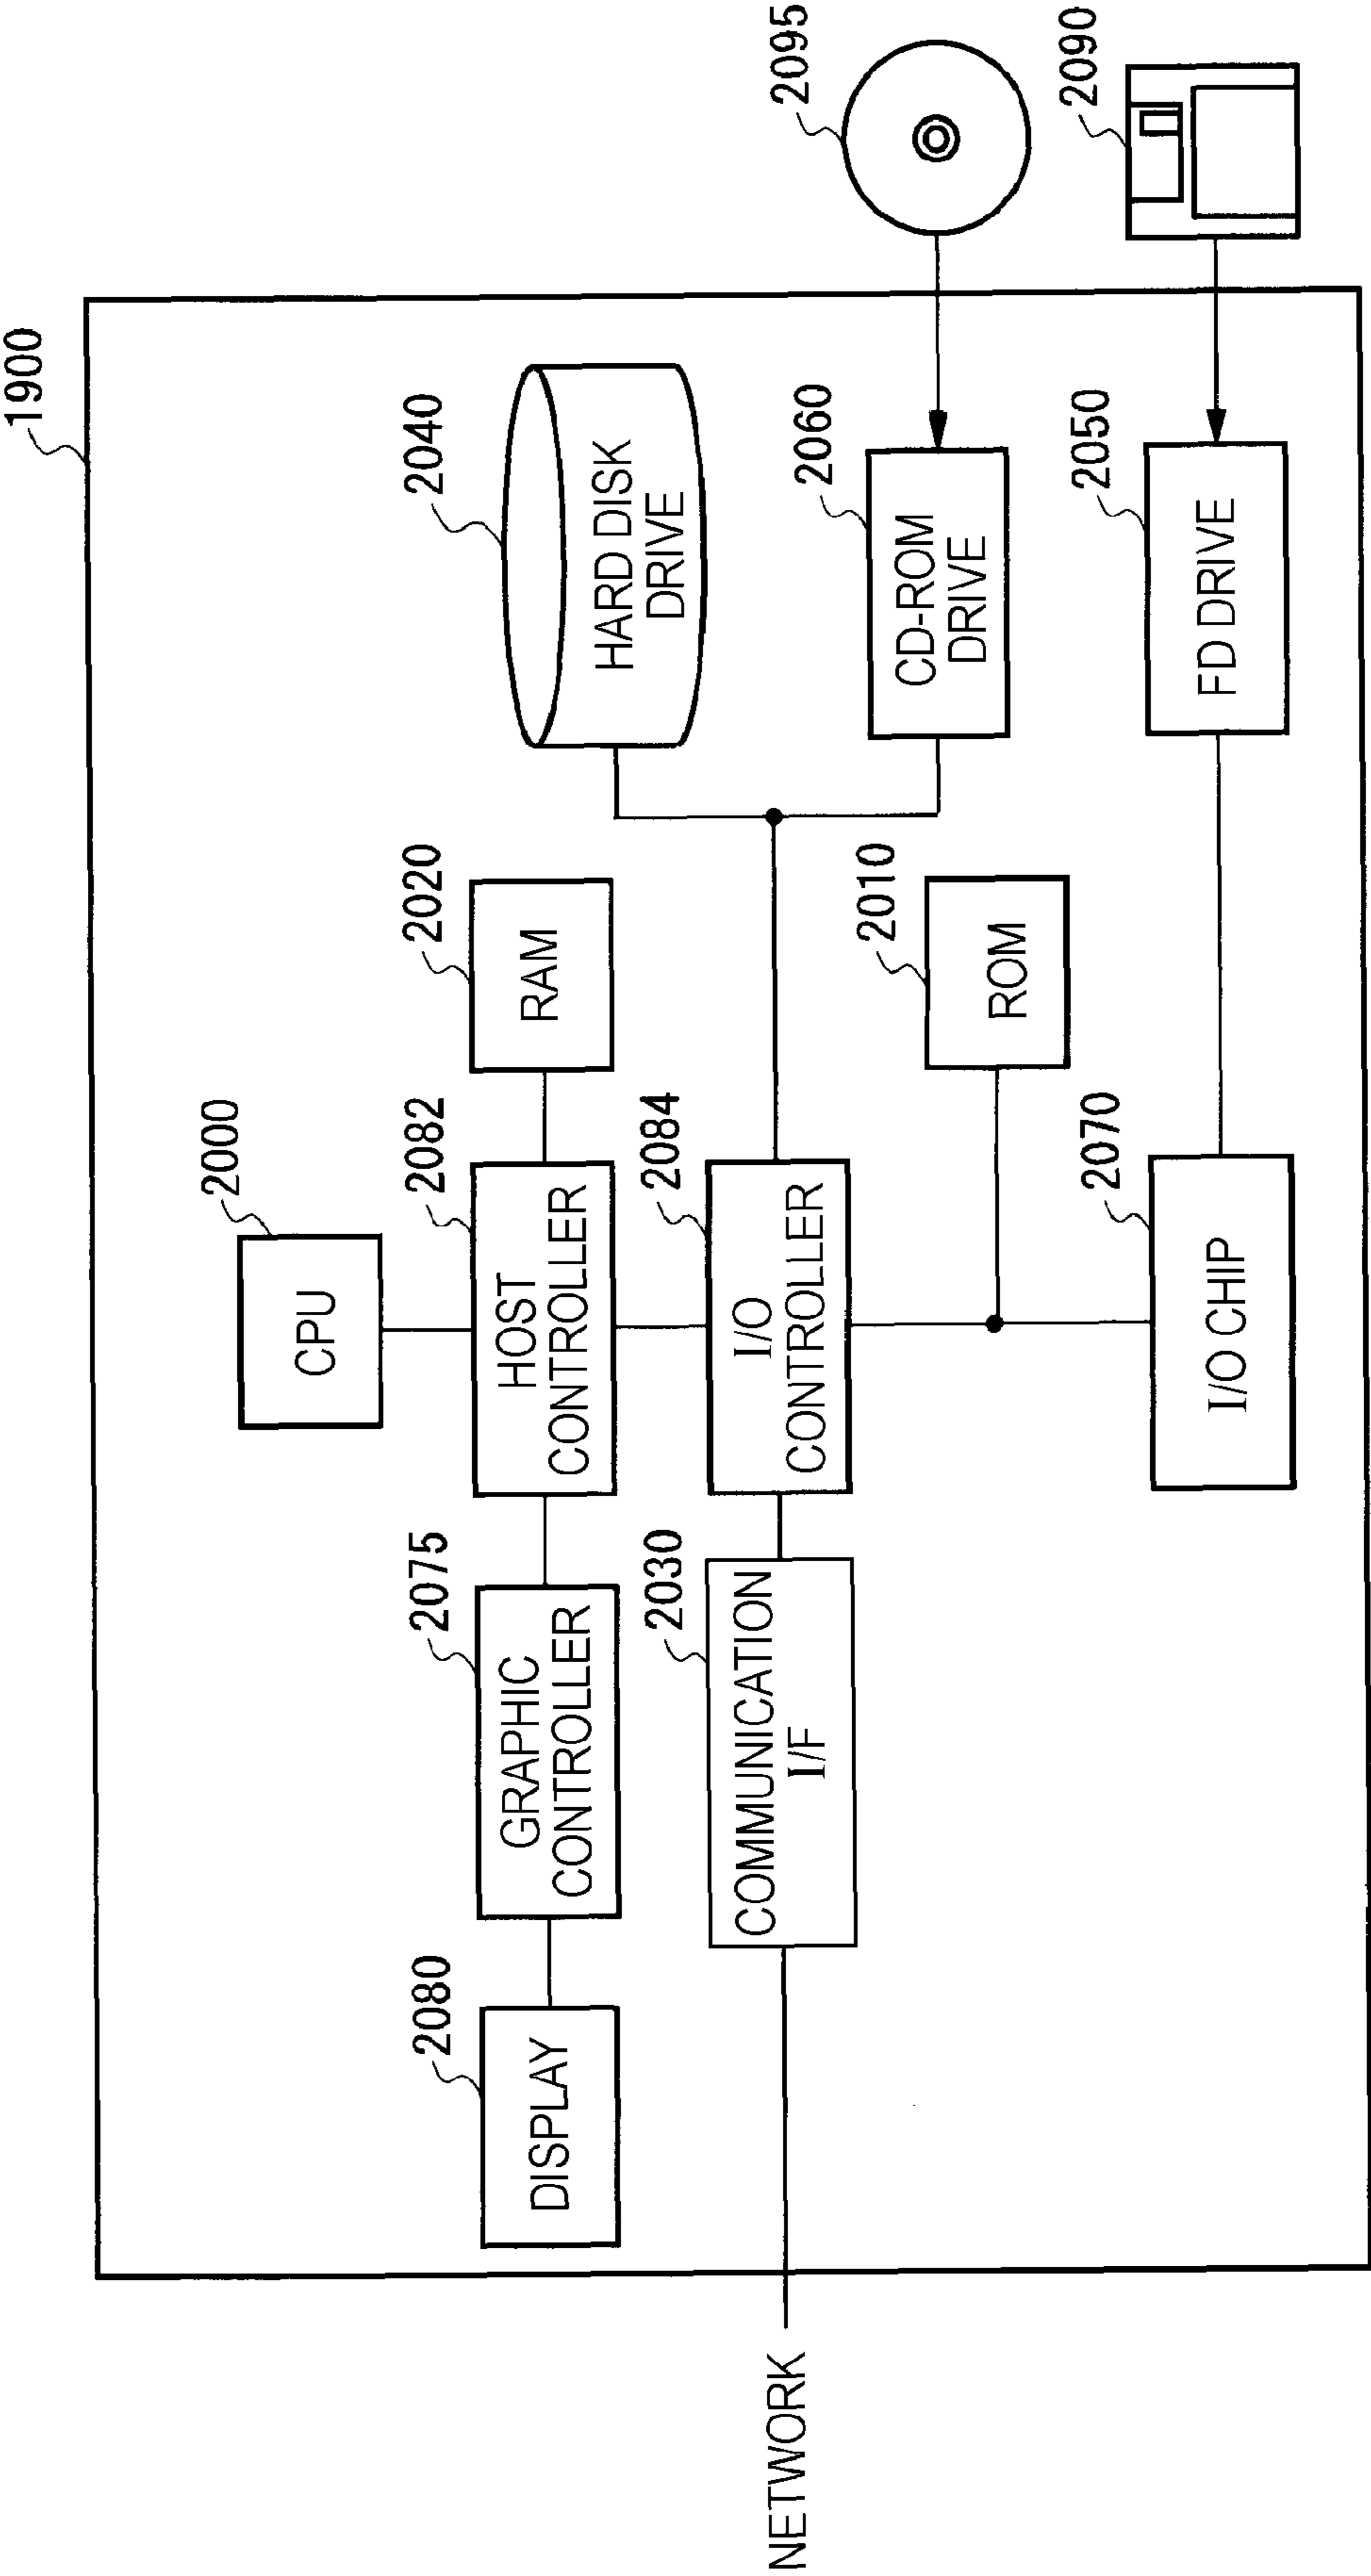 1900
2000
CPU
2080
DISPLAY
2075
GRAPHIC
CONTROLLER
2082
HOST
CONTROLLER
2020
RAM
2040
HARD DISK
DRIVE
2030
COMMUNICATION
I/F
2084
I/O
CONTROLLER
NETWORK
2010
ROM
2060
CD-ROM
DRIVE
2095
2070
I/O CHIP
2050
FD DRIVE
2090